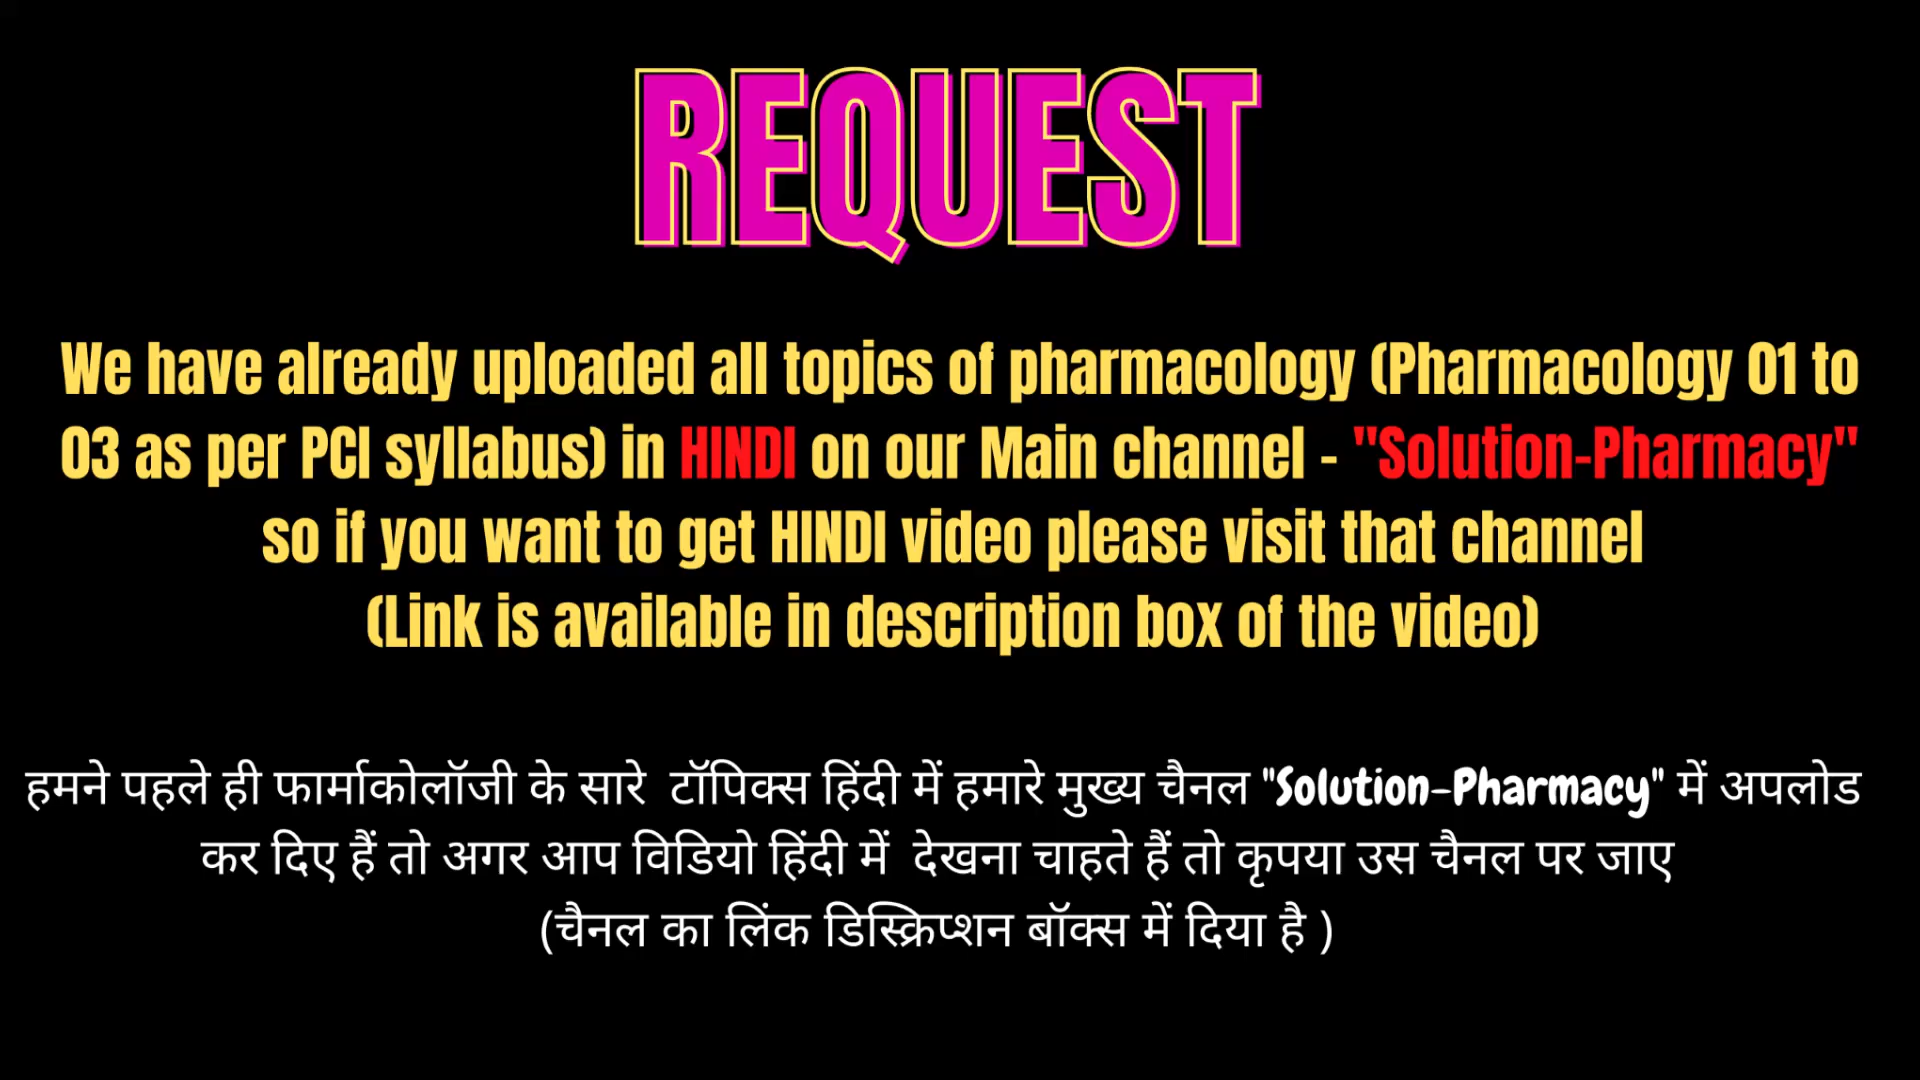 REQUEST
We have already uploaded all topics of pharmacology (Pharmacology 01 to
03 as per PCI syllabus) in HINDI on our Main channel - "Solution-Pharmacy"
so if you want to get HINDI video please visit that channel
(Link is available in description box of the video)
हमने पहले ही फार्माकोलॉजी के सारे टॉपिक्स हिंदी में हमारे मुख्य चैनल "Solution-Pharmacy" में अपलोड
कर दिए हैं तो अगर आप विडियो हिंदी में देखना चाहते हैं तो कृपया उस चैनल पर जाए
(चैनल का लिंक डिस्क्रिप्शन बॉक्स में दिया है )